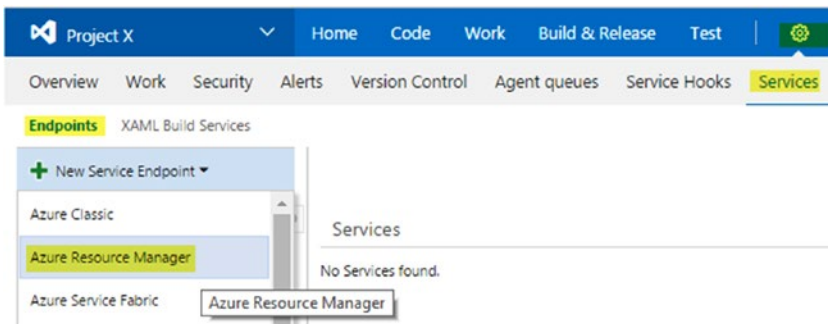 Project X Home Code Work Build & Release Test
Overview Work Security Alerts Version Control Agent queues Service Hooks Services
Endpoints XAML Build Services
New Service Endpoint
Azure Classic
Services
Azure Resource Manager
No Services found.
Azure Service Fabric
Azure Resource Manager